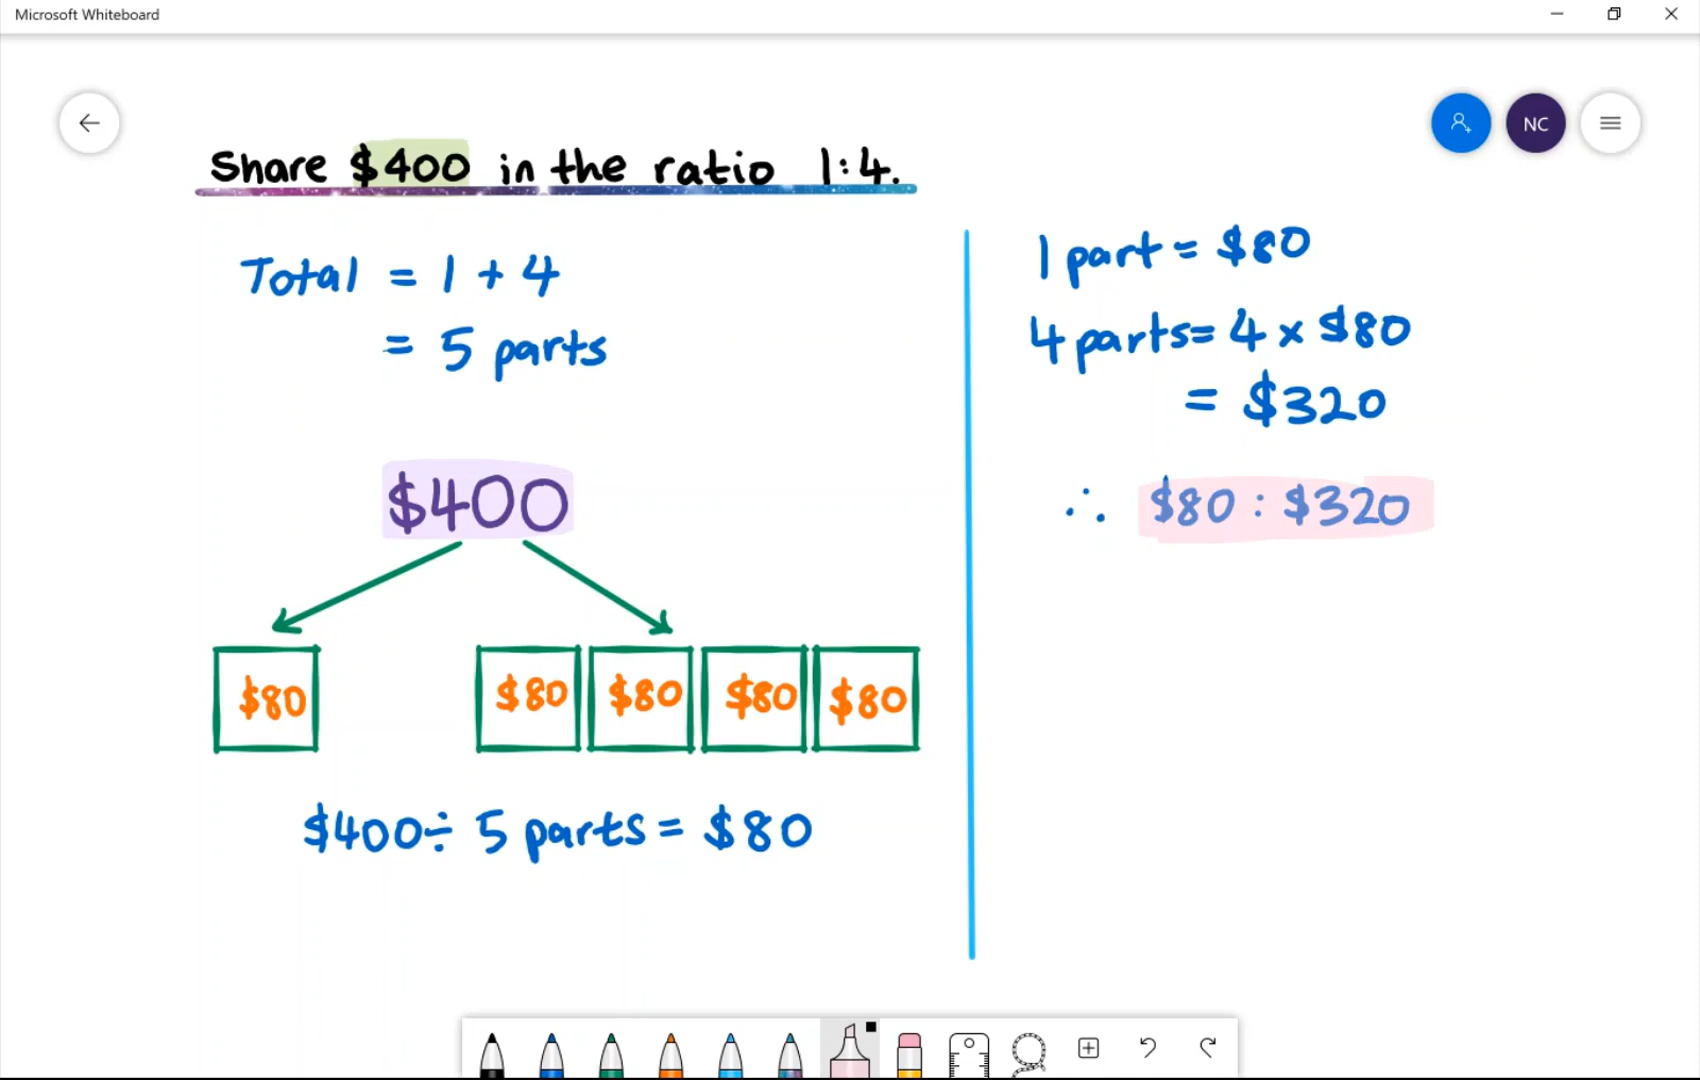 Microsoft Whiteboard
NC
Share $400 in the ratio 1:4.
Total = 1 + 4
= 5 parts
$400
$80
$80 $80 $80 $80
$400 ÷ 5 parts = $80
1 part = $80
4 parts = 4 x $80
= $320
∴ $80 : $320